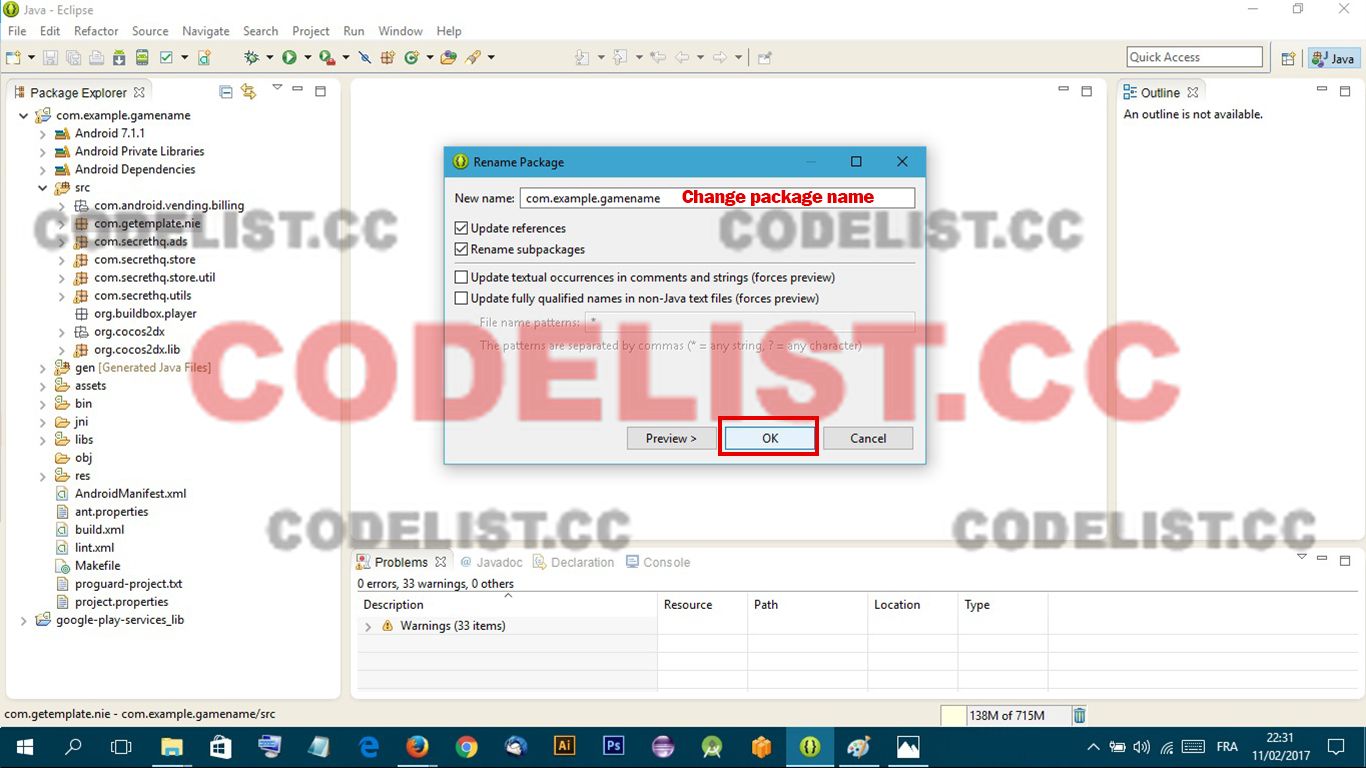 Java - Eclipse
File Edit Refactor Source Navigate Search Project Run Window Help
Quick Access
Java
Package Explorer
com.example.gamename
Android 7.1.1
Android Private Libraries
Android Dependencies
src
com.android.vending.billing
com.getemplate.nie
com.secrethq.ads
com.secrethq.store
com.secrethq.store.util
com.secrethq.utils
org.buildbox.player
org.cocos2dx
org.cocos2dx.lib
gen [Generated Java Files]
assets
bin
jni
libs
obj
res
AndroidManifest.xml
ant.properties
build.xml
lint.xml
Makefile
proguard-project.txt
project.properties
google-play-services_lib
Rename Package
New name: com.example.gamename Change package name
Update references
Rename subpackages
Update textual occurrences in comments and strings (forces preview)
Update fully qualified names in non-Java text files (forces preview)
File name patterns: *
The patterns are separated by commas (* = any string, ? = any character)
Preview > OK Cancel
Outline
An outline is not available.
CODELIST.CC
CODELIST.CC
CODELIST.CC
CODELIST.CC
CODELIST.CC
Problems @ Javadoc Declaration Console
0 errors, 33 warnings, 0 others
Description Resource Path Location Type
Warnings (33 items)
com.getemplate.nie - com.example.gamename/src
138M of 715M
Ai Ps
FRA
22:31
11/02/2017